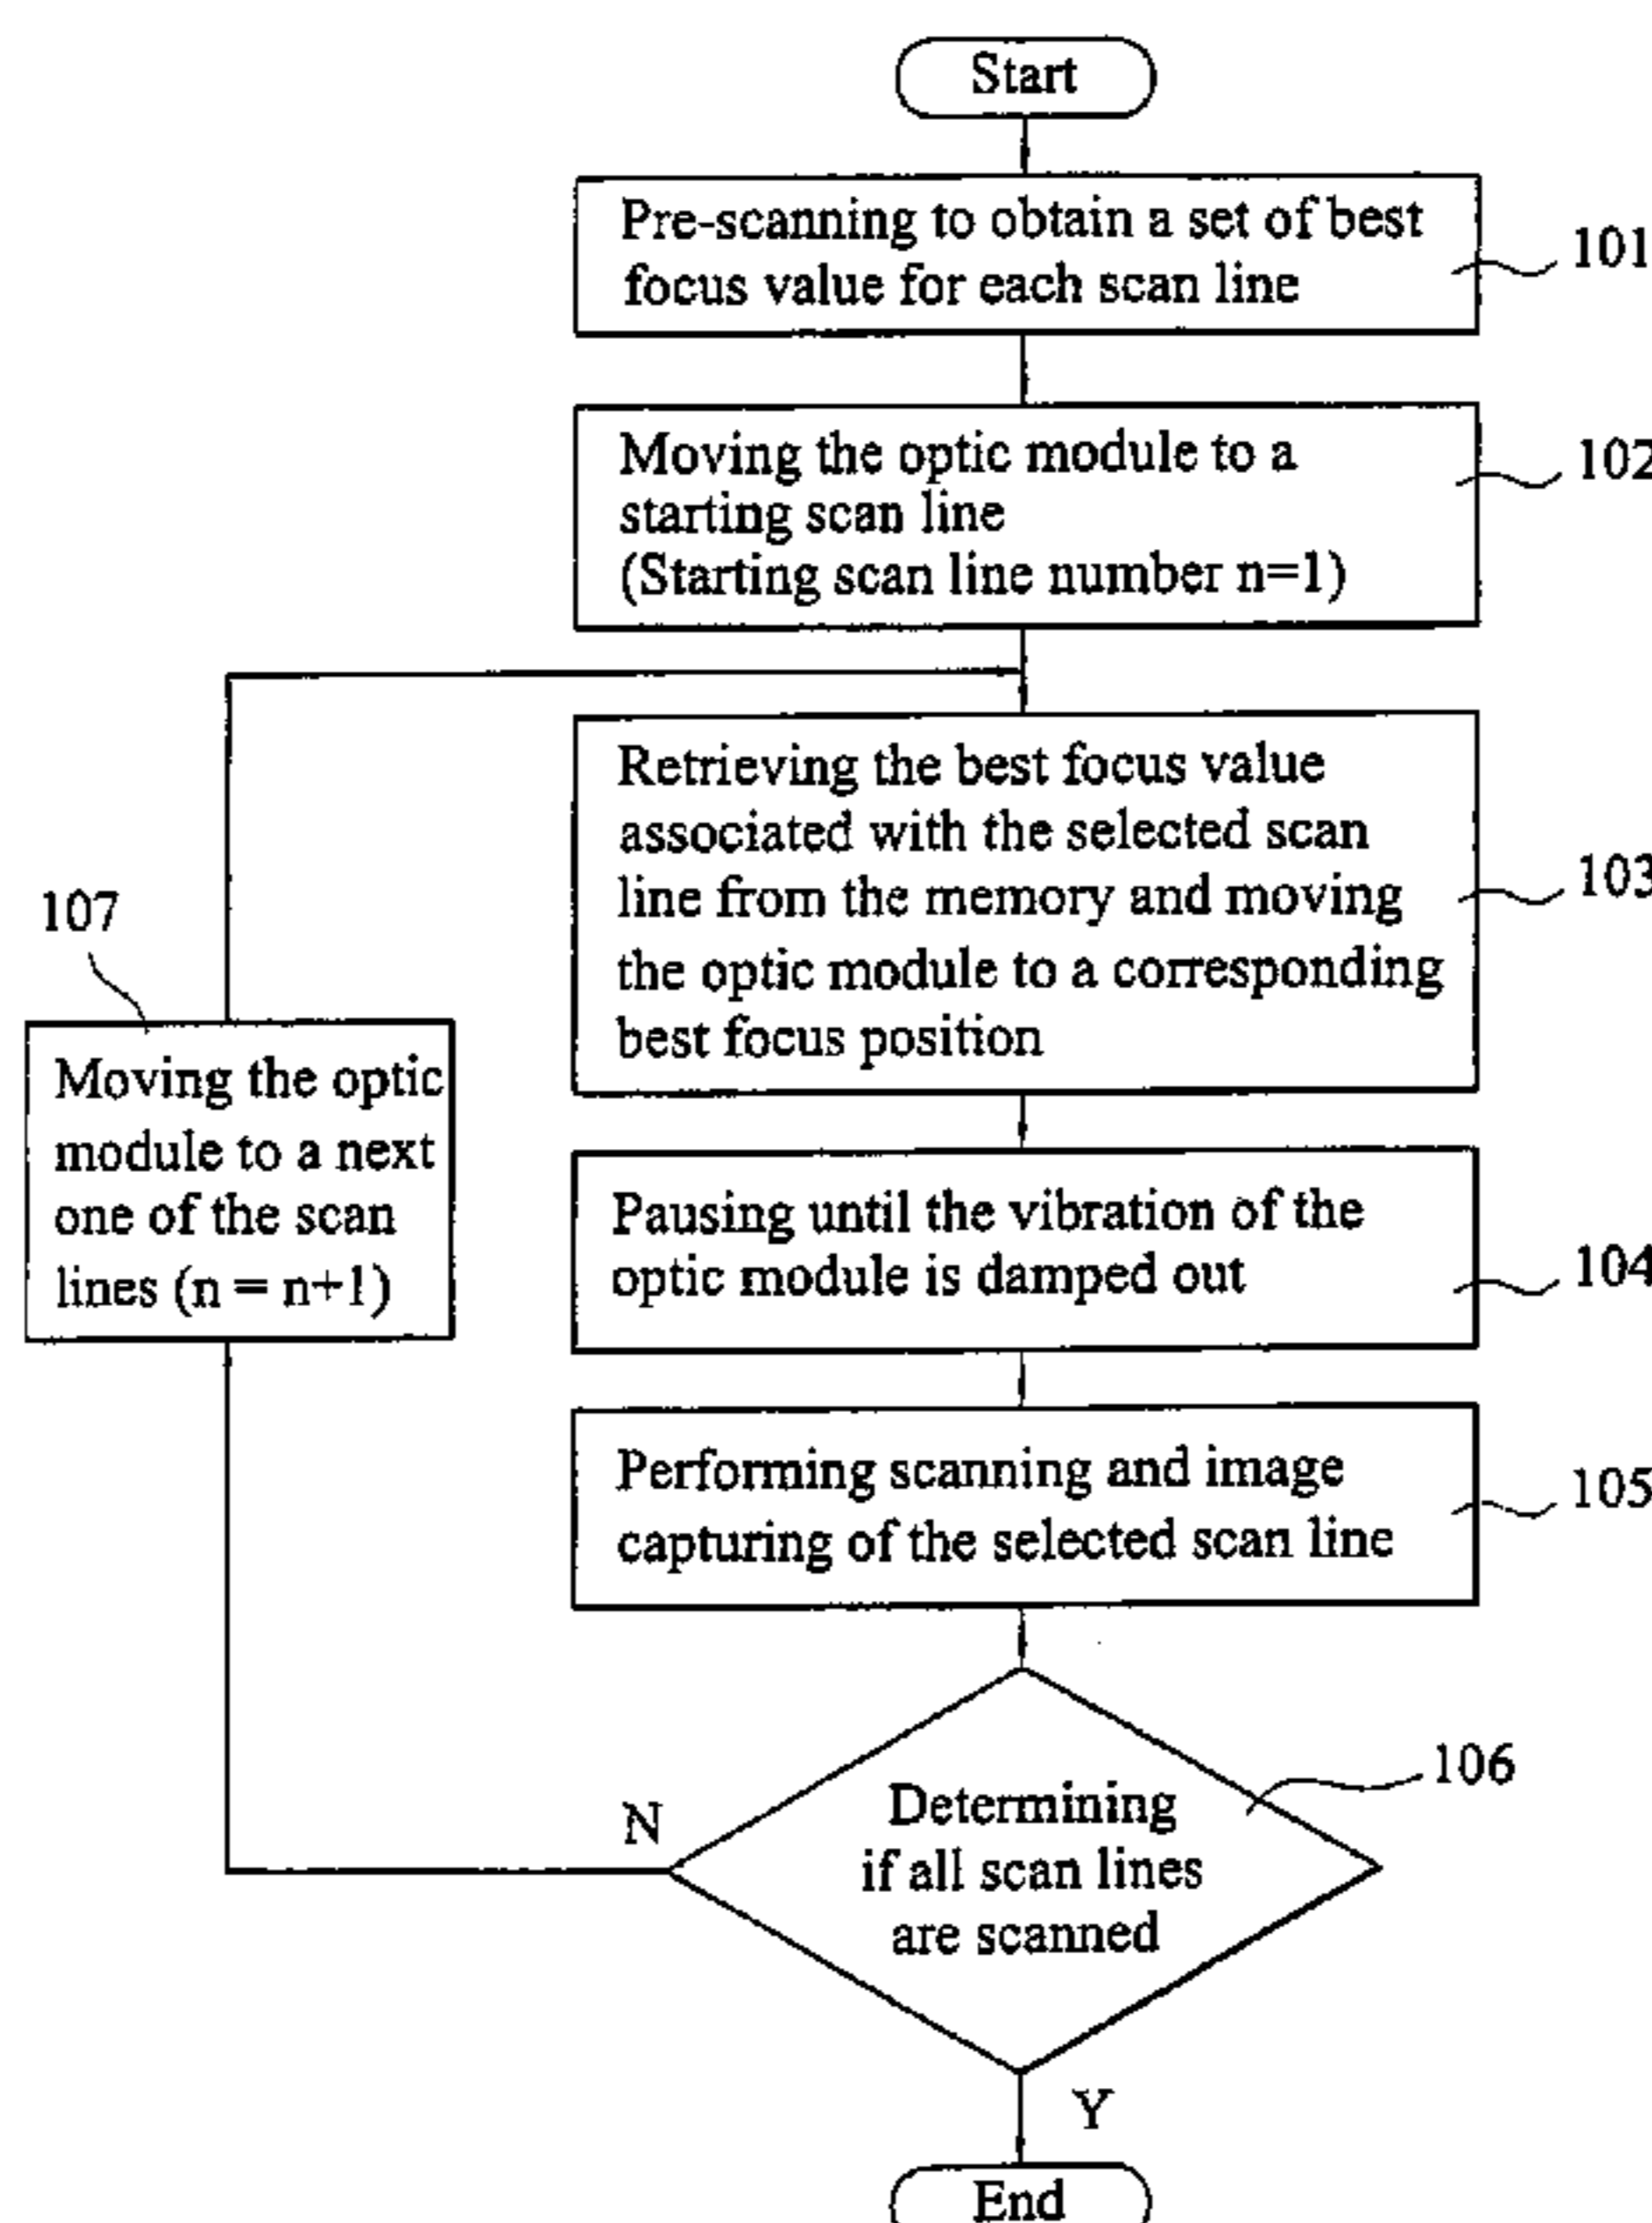 Start
Pre-scanning to obtain a set of best
focus value for each scan line
101
Moving the optic module to a
starting scan line
(Starting scan line number n=1)
102
Retrieving the best focus value
associated with the selected scan
line from the memory and moving
the optic module to a corresponding
best focus position
103
107
Moving the optic
module to a next
one of the scan
lines (n = n+1)
Pausing until the vibration of the
optic module is damped out
104
Performing scanning and image
capturing of the selected scan line
105
Determining
if all scan lines
are scanned
106
N
Y
End